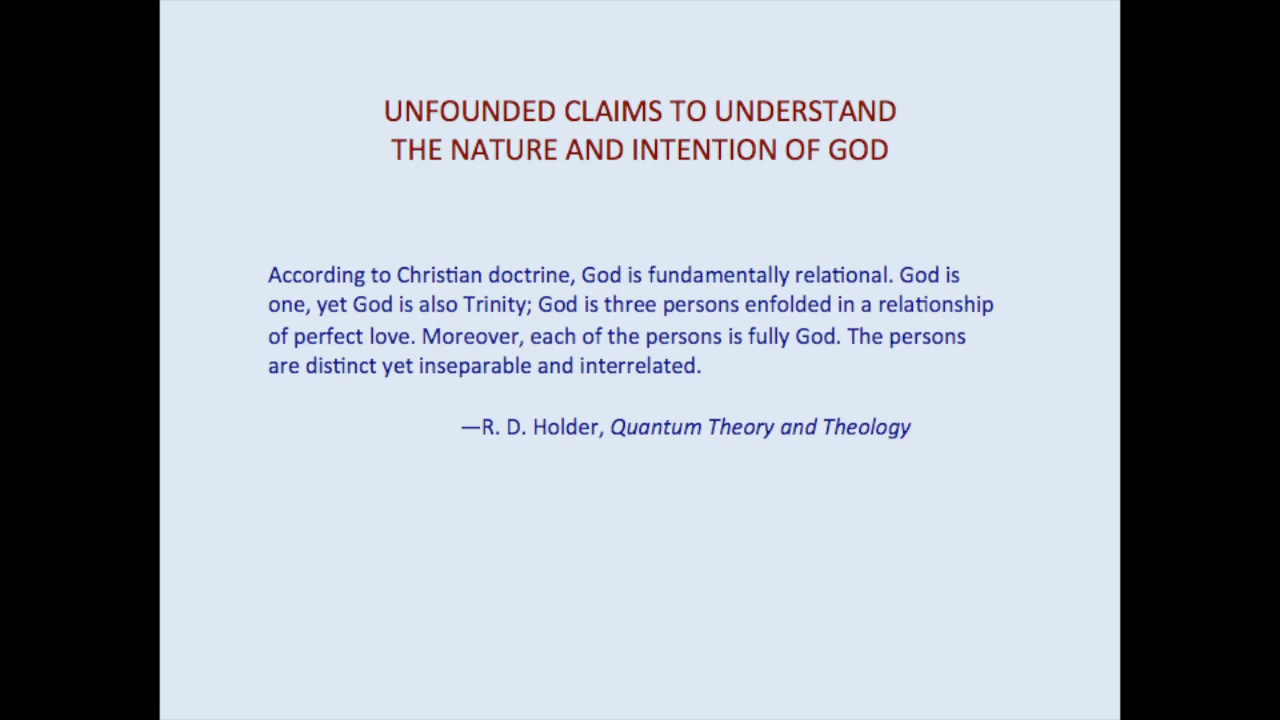 UNFOUNDED CLAIMS TO UNDERSTAND
THE NATURE AND INTENTION OF GOD
According to Christian doctrine, God is fundamentally relational. God is
one, yet God is also Trinity; God is three persons enfolded in a relationship
of perfect love. Moreover, each of the persons is fully God. The persons
are distinct yet inseparable and interrelated.
—R. D. Holder, Quantum Theory and Theology